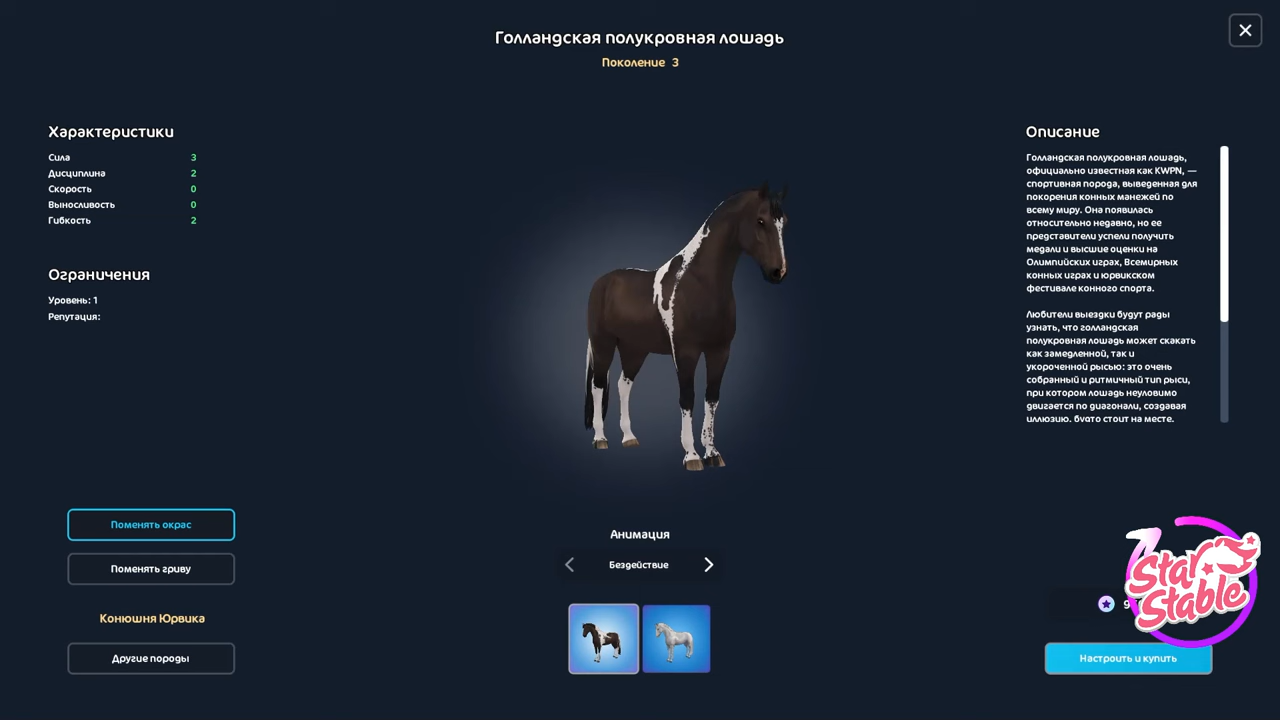 Голландская полукровная лошадь
Поколение 3
Характеристики
Сила 3
Дисциплина 2
Скорость 0
Выносливость 0
Гибкость 2
Ограничения
Уровень: 1
Репутация:
Описание
Голландская полукровная лошадь,
официально известная как KWPN, —
спортивная порода, выведенная для
покорения конных манежей по
всему миру. Она появилась
относительно недавно, но ее
представители успели получить
медали и высшие оценки на
Олимпийских играх, Всемирных
конных играх и юрвикском
фестивале конного спорта.
Любители выездки будут рады
узнать, что голландская
полукровная лошадь может скакать
как замедленной, так и
укороченной рысью: это очень
собранный и ритмичный тип рыси,
при котором лошадь неуловимо
двигается по диагонали, создавая
иллюзию, будто стоит на месте.
Поменять окрас
Поменять гриву
Конюшня Юрвика
Другие породы
Анимация
Бездействие
Star
Stable
Настроить и купить